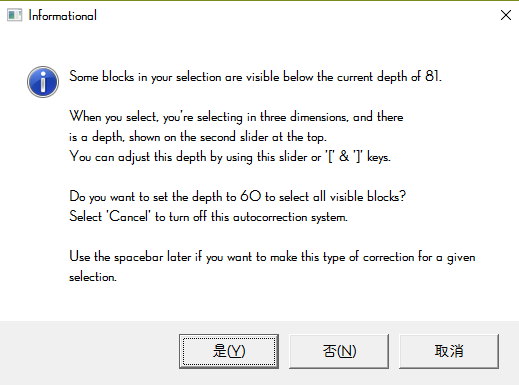 Informational
Some blocks in your selection are visible below the current depth of 81.
When you select, you're selecting in three dimensions, and there
is a depth, shown on the second slider at the top.
You can adjust this depth by using this slider or '[' & ']' keys.
Do you want to set the depth to 60 to select all visible blocks?
Select 'Cancel' to turn off this autocorrection system.
Use the spacebar later if you want to make this type of correction for a given
selection.
是(Y) 否(N) 取消